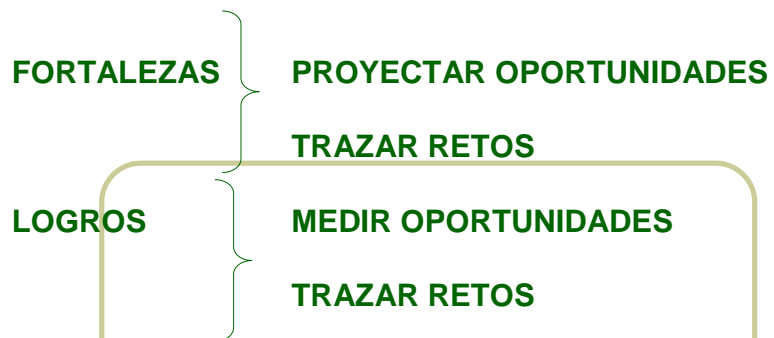 FORTALEZAS PROYECTAR OPORTUNIDADES
TRAZAR RETOS
LOGROS MEDIR OPORTUNIDADES
TRAZAR RETOS